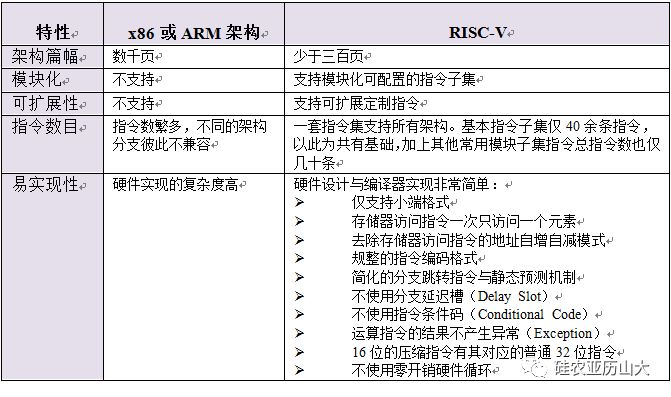 特性 x86 或 ARM 架构 RISC-V
架构篇幅 数千页 少于三百页
模块化 不支持 支持模块化可配置的指令子集
可扩展性 不支持 支持可扩展定制指令
指令数目 指令数繁多，不同的架构 一套指令集支持所有架构。基本指令子集仅 40 余条指令，
分支彼此不兼容 以此为共有基础，加上其他常用模块子集指令总指令数也仅
几十条
易实现性 硬件实现的复杂度高 硬件设计与编译器实现非常简单：
➢ 仅支持小端格式
➢ 存储器访问指令一次只访问一个元素
➢ 去除存储器访问指令的地址自增自减模式
➢ 规整的指令编码格式
➢ 简化的分支跳转指令与静态预测机制
➢ 不使用分支延迟槽（Delay Slot）
➢ 不使用指令条件码（Conditional Code）
➢ 运算指令的结果不产生异常（Exception）
➢ 16 位的压缩指令有其对应的普通 32 位指令
➢ 不使用零开销硬件循环
硅农亚历山大